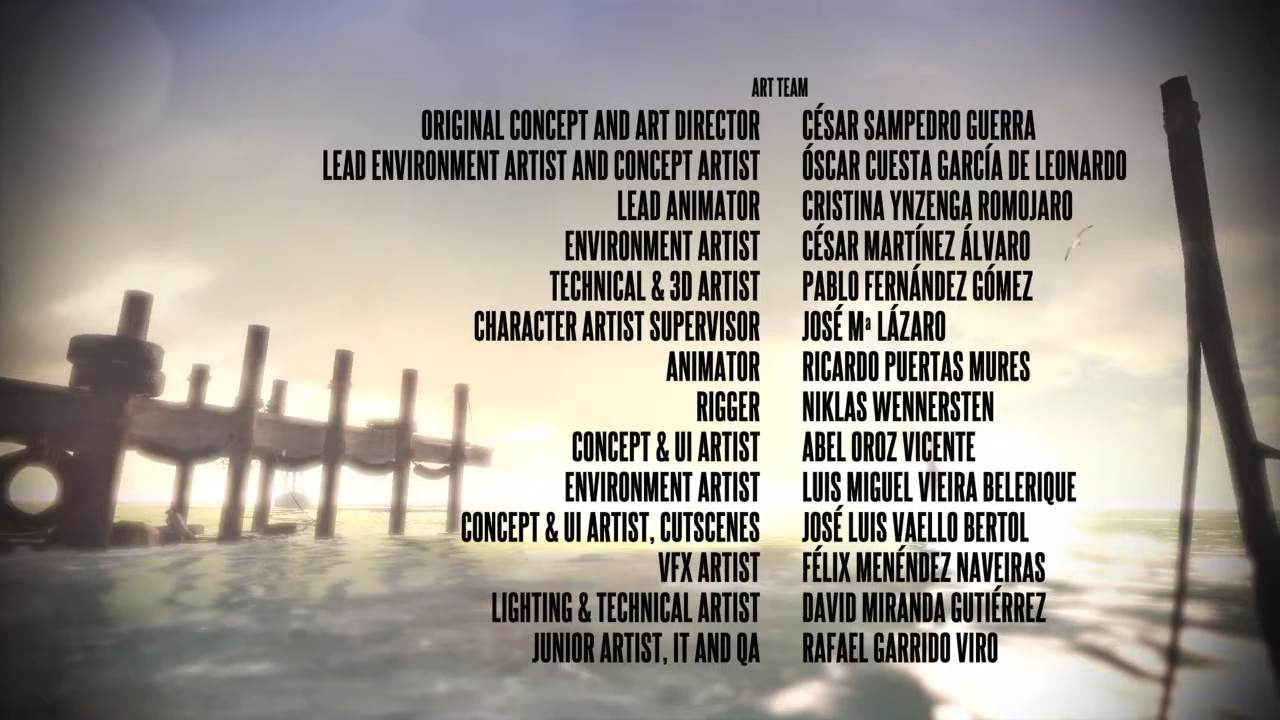 ART TEAM
ORIGINAL CONCEPT AND ART DIRECTOR CÉSAR SAMPEDRO GUERRA
LEAD ENVIRONMENT ARTIST AND CONCEPT ARTIST ÓSCAR CUESTA GARCÍA DE LEONARDO
LEAD ANIMATOR CRISTINA YNZENGA ROMOJARO
ENVIRONMENT ARTIST CÉSAR MARTÍNEZ ÁLVARO
TECHNICAL & 3D ARTIST PABLO FERNÁNDEZ GÓMEZ
CHARACTER ARTIST SUPERVISOR JOSÉ Mª LÁZARO
ANIMATOR RICARDO PUERTAS MURES
RIGGER NIKLAS WENNERSTEN
CONCEPT & UI ARTIST ABEL OROZ VICENTE
ENVIRONMENT ARTIST LUIS MIGUEL VIEIRA BELERIQUE
CONCEPT & UI ARTIST, CUTSCENES JOSÉ LUIS VAELLO BERTOL
VFX ARTIST FÉLIX MENÉNDEZ NAVEIRAS
LIGHTING & TECHNICAL ARTIST DAVID MIRANDA GUTIÉRREZ
JUNIOR ARTIST, IT AND QA RAFAEL GARRIDO VIRO